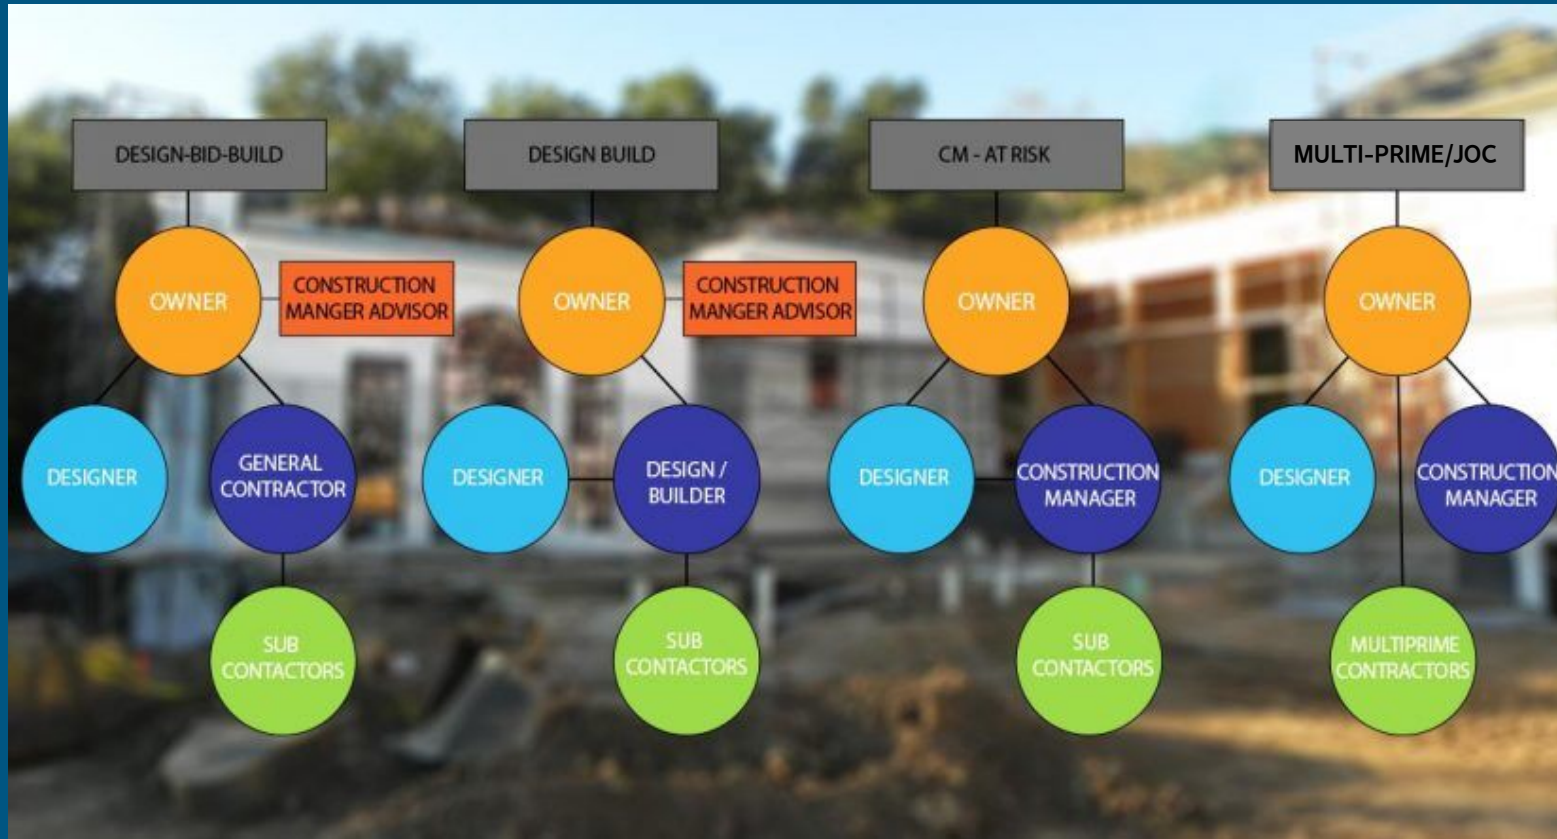 DESIGN-BID-BUILD
DESIGN BUILD
CM - AT RISK
MULTI-PRIME/JOC
OWNER
CONSTRUCTION
MANGER ADVISOR
OWNER
CONSTRUCTION
MANGER ADVISOR
OWNER
OWNER
DESIGNER
GENERAL
CONTRACTOR
DESIGNER
DESIGN /
BUILDER
DESIGNER
CONSTRUCTION
MANAGER
DESIGNER
CONSTRUCTION
MANAGER
SUB
CONTACTORS
SUB
CONTACTORS
SUB
CONTACTORS
MULTIPRIME
CONTRACTORS